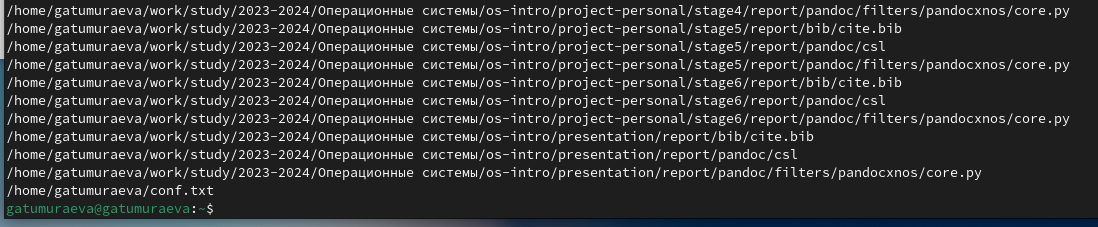 /home/gatumuraeva/work/study/2023-2024/Операционные системы/os-intro/project-personal/stage4/report/pandoc/filters/pandocxnos/core.py
/home/gatumuraeva/work/study/2023-2024/Операционные системы/os-intro/project-personal/stage5/report/bib/cite.bib
/home/gatumuraeva/work/study/2023-2024/Операционные системы/os-intro/project-personal/stage5/report/pandoc/csl
/home/gatumuraeva/work/study/2023-2024/Операционные системы/os-intro/project-personal/stage5/report/pandoc/filters/pandocxnos/core.py
/home/gatumuraeva/work/study/2023-2024/Операционные системы/os-intro/project-personal/stage6/report/bib/cite.bib
/home/gatumuraeva/work/study/2023-2024/Операционные системы/os-intro/project-personal/stage6/report/pandoc/csl
/home/gatumuraeva/work/study/2023-2024/Операционные системы/os-intro/project-personal/stage6/report/pandoc/filters/pandocxnos/core.py
/home/gatumuraeva/work/study/2023-2024/Операционные системы/os-intro/presentation/report/bib/cite.bib
/home/gatumuraeva/work/study/2023-2024/Операционные системы/os-intro/presentation/report/pandoc/csl
/home/gatumuraeva/work/study/2023-2024/Операционные системы/os-intro/presentation/report/pandoc/filters/pandocxnos/core.py
/home/gatumuraeva/conf.txt
gatumuraeva@gatumuraeva:~$